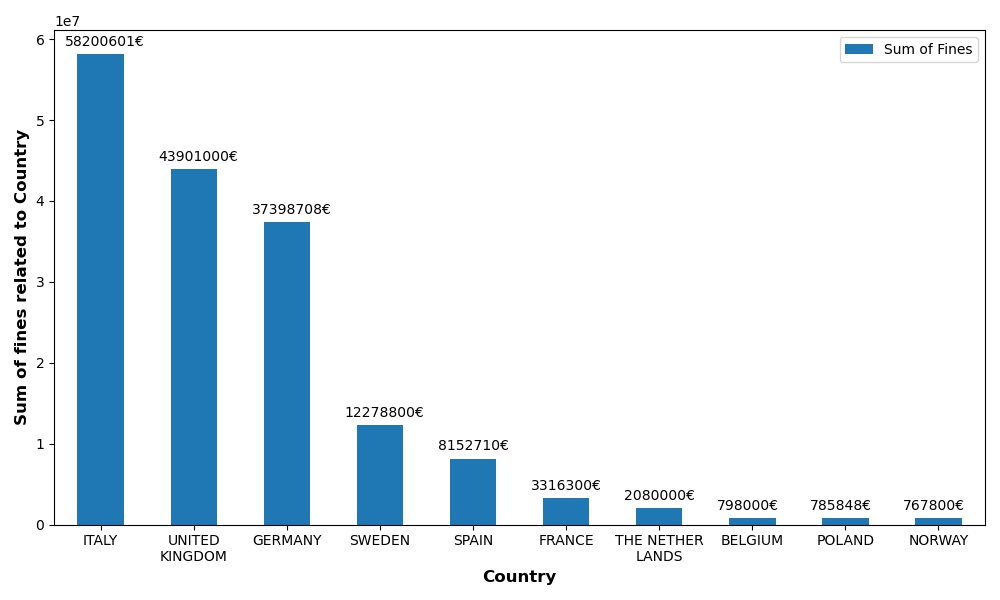 1e7
58200601€
Sum of Fines
6
43901000€
5
37398708€
4
3
2
12278800€
8152710€
1
3316300€
2080000€
798000€
785848€
767800€
0
Sum of fines related to Country
ITALY
UNITED
KINGDOM
GERMANY
SWEDEN
SPAIN
FRANCE
THE NETHER
LANDS
BELGIUM
POLAND
NORWAY
Country